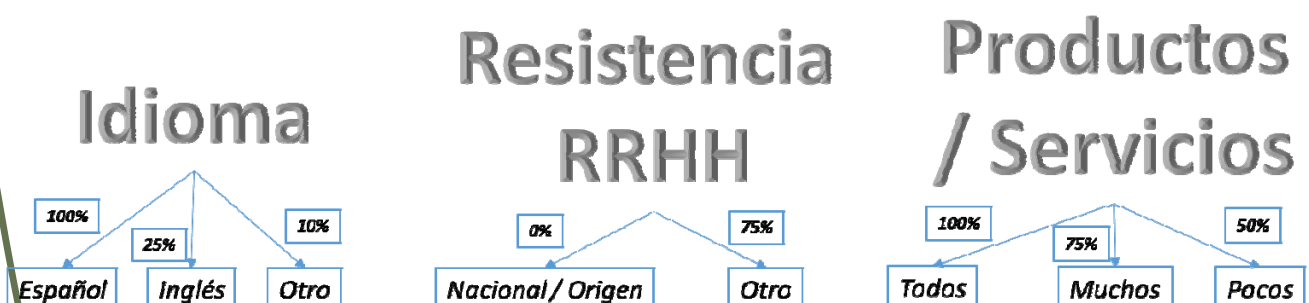 Idioma
100%
25%
10%
Español
Inglés
Otro
Resistencia
RRHH
0%
75%
Nacional / Origen
Otro
Productos
/ Servicios
100%
75%
50%
Todos
Muchos
Pocos